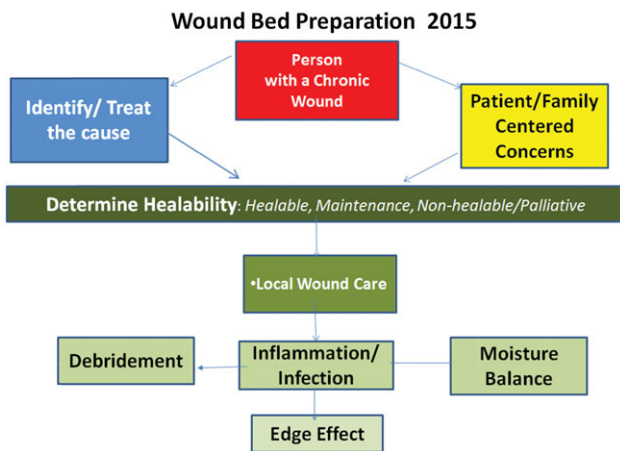 Wound Bed Preparation 2015
Person
with a Chronic
Wound
Identify/ Treat
the cause
Patient/Family
Centered
Concerns
Determine Healability: Healable, Maintenance, Non-healable/Palliative
•Local Wound Care
Debridement
Inflammation/
Infection
Moisture
Balance
Edge Effect